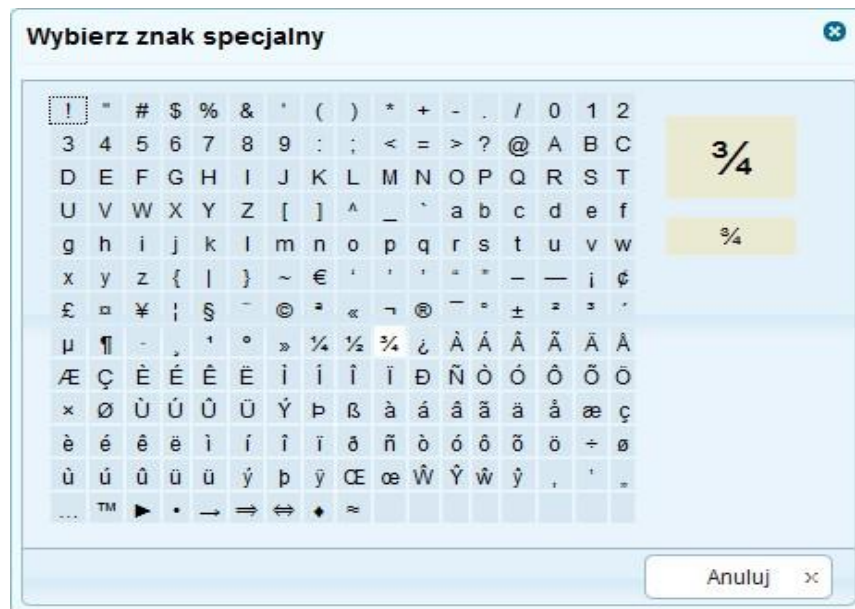 Wybierz znak specjalny
! " # $ % & ' ( ) * + - . / 0 1 2
3 4 5 6 7 8 9 : ; < = > ? @ A B C
D E F G H I J K L M N O P Q R S T
U V W X Y Z [ ] ^ _ ` a b c d e f
g h i j k l m n o p q r s t u v w
x y z { | } ~ € ‘ ’ ’ “ ” – — ¡ ¢
£ ¤ ¥ ¦ § ¨ © ª « ¬ ® ¯ ° ± ² ³ ´
µ ¶ · ¸ ¹ º » ¼ ½ ¾ ¿ À Á Â Ã Ä Å
Æ Ç È É Ê Ë Ì Í Î Ï Ð Ñ Ò Ó Ô Õ Ö
× Ø Ù Ú Û Ü Ý Þ ß à á â ã ä å æ ç
è é ê ë ì í î ï ð ñ ò ó ô õ ö ÷ ø
ù ú û ü ü ý þ ÿ Œ œ Ŵ Ŷ ŵ ŷ ‚ ‛ „
… ™ ► • → ⇒ ⇔ ♦ ≈
¾
¾
Anuluj